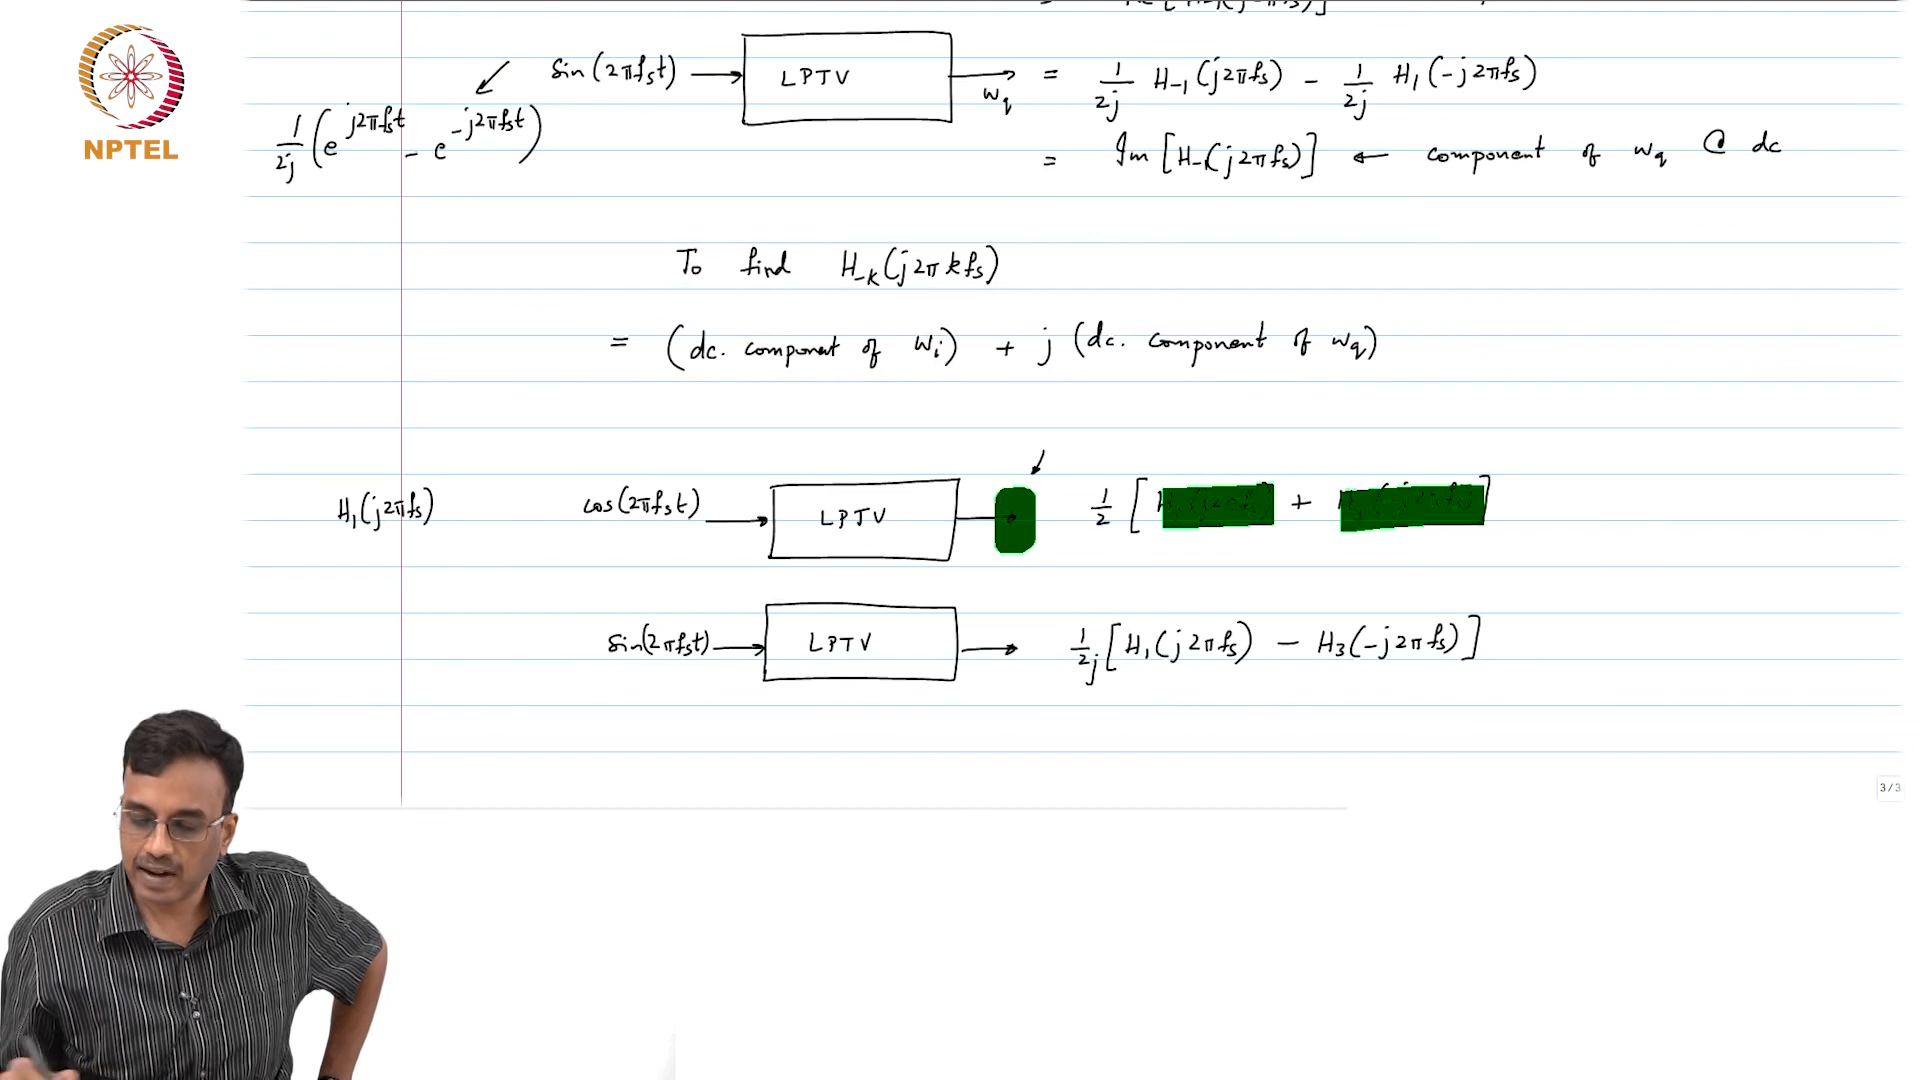 sin(2πfst) → LPTV → wq = 1/2j H-1(j2πfs) - 1/2j H1(-j2πfs)
NPTEL
1/2j (e^j2πfst - e^-j2πfst)
= Im[H-1(j2πfs)] ← component of wq @ dc
To find H-k(j2πkfs)
= (dc. component of wi) + j (dc. component of wq)
H1(j2πfs) cos(2πfst) → LPTV → 1/2 [ + ]
sin(2πfst) → LPTV → 1/2j [H1(j2πfs) - H3(-j2πfs)]
3/3